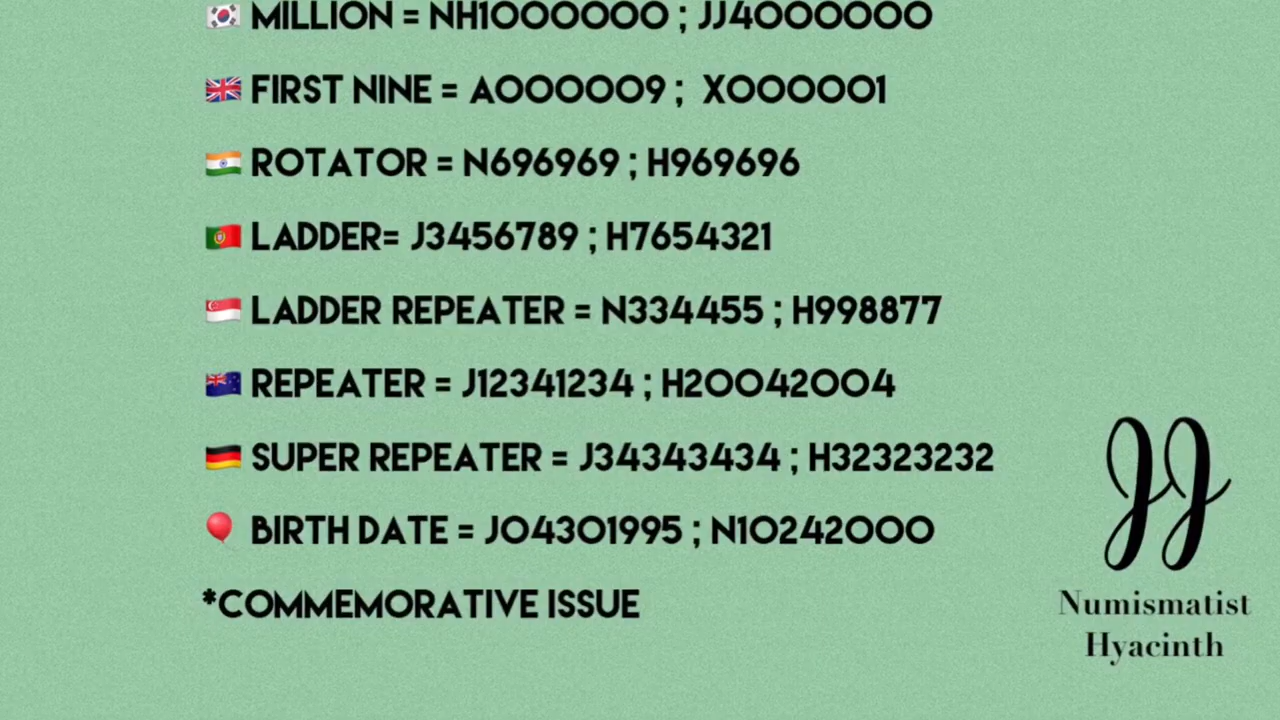 MILLION = NH1000000 ; JJ4000000
FIRST NINE = A000009 ; X000001
ROTATOR = N696969 ; H969696
LADDER= J3456789 ; H7654321
LADDER REPEATER = N334455 ; H998877
REPEATER = J12341234 ; H20042004
SUPER REPEATER = J34343434 ; H32323232
BIRTH DATE = J04301995 ; N10242000
*COMMEMORATIVE ISSUE
JJ
Numismatist
Hyacinth